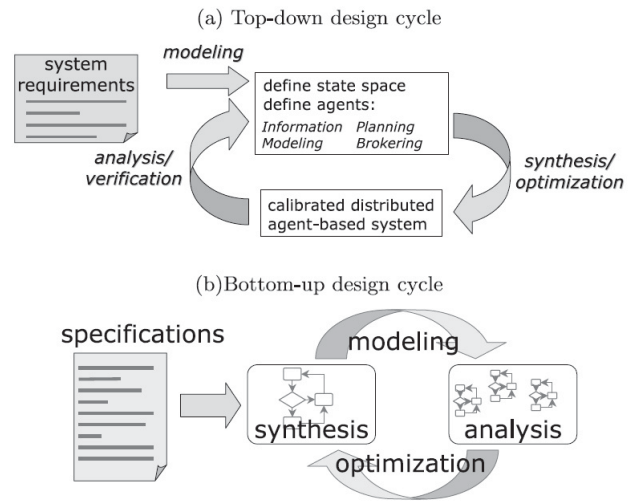 (a) Top-down design cycle
modeling
system
requirements
define state space
define agents:
Information Planning
Modeling Brokering
analysis/
verification
synthesis/
optimization
calibrated distributed
agent-based system
(b)Bottom-up design cycle
specifications
modeling
synthesis
analysis
optimization